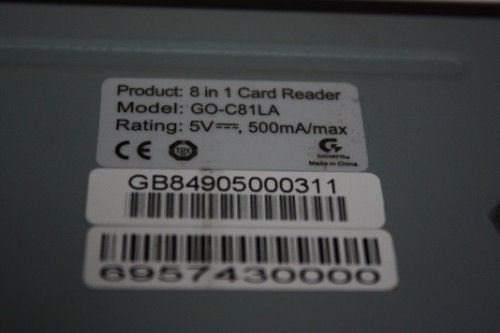 Product: 8 in 1 Card Reader
Model: GO-C81LA
Rating: 5V⎓, 500mA/max
CE TÜV GIGABYTE
Made in China.
GB84905000311
6957430000